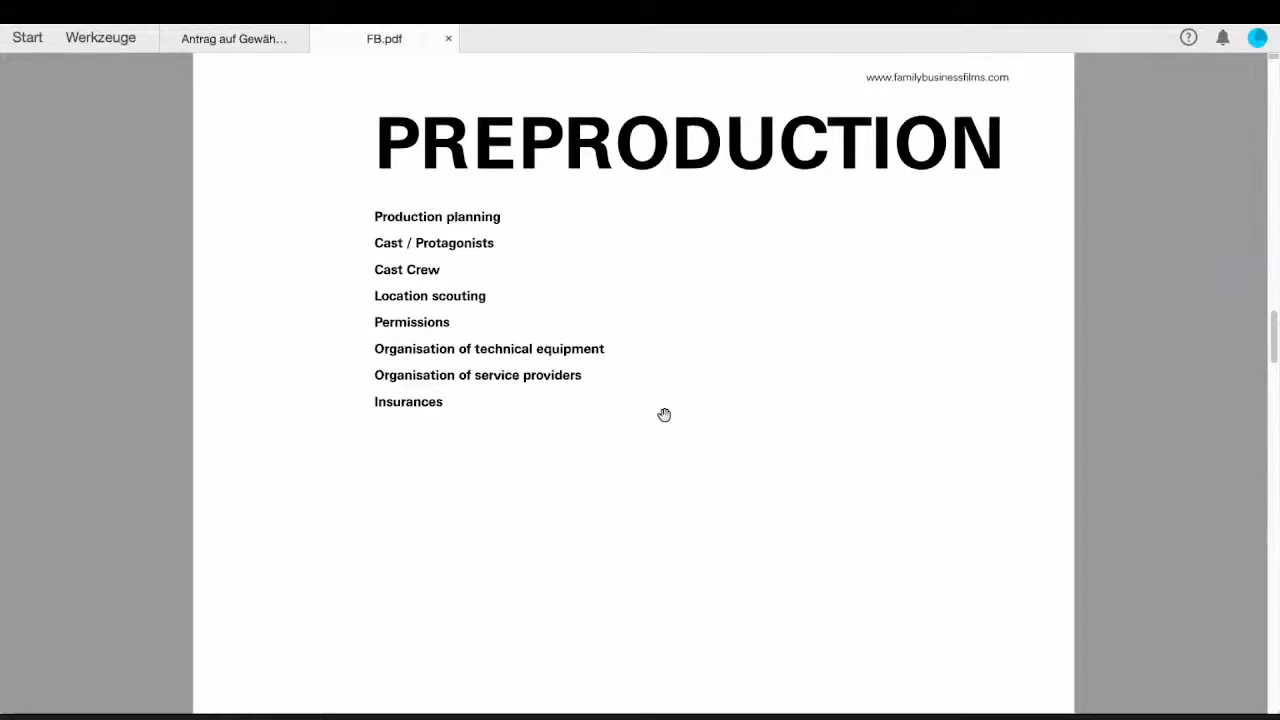 Start Werkzeuge Antrag auf Gewäh... FB.pdf × ?
www.familybusinessfilms.com
PREPRODUCTION
Production planning
Cast / Protagonists
Cast Crew
Location scouting
Permissions
Organisation of technical equipment
Organisation of service providers
Insurances